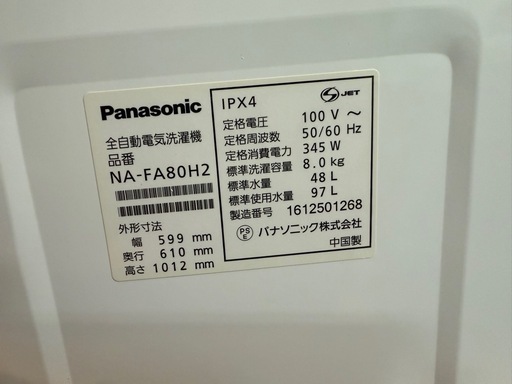 Panasonic
全自動電気洗濯機
品番
NA-FA80H2
外形寸法
幅 599 mm
奥行 610 mm
高さ 1012 mm
IPX4
S JET
定格電圧 100 V ~
定格周波数 50/60 Hz
定格消費電力 345 W
標準洗濯容量 8.0 kg
標準水量 48 L
標準使用水量 97 L
製造番号 1612501268
PS
E
パナソニック株式会社
中国製